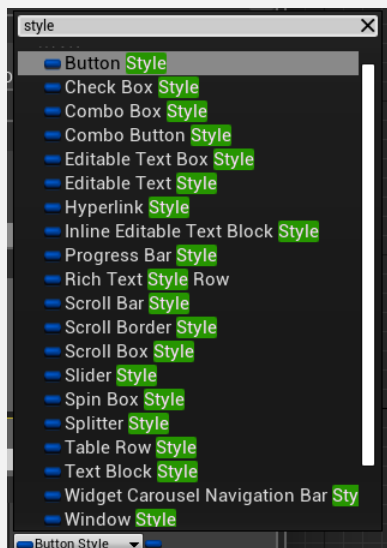 style
Button Style
Check Box Style
Combo Box Style
Combo Button Style
Editable Text Box Style
Editable Text Style
Hyperlink Style
Inline Editable Text Block Style
Progress Bar Style
Rich Text Style Row
Scroll Bar Style
Scroll Border Style
Scroll Box Style
Slider Style
Spin Box Style
Splitter Style
Table Row Style
Text Block Style
Widget Carousel Navigation Bar Sty
Window Style
Button Style